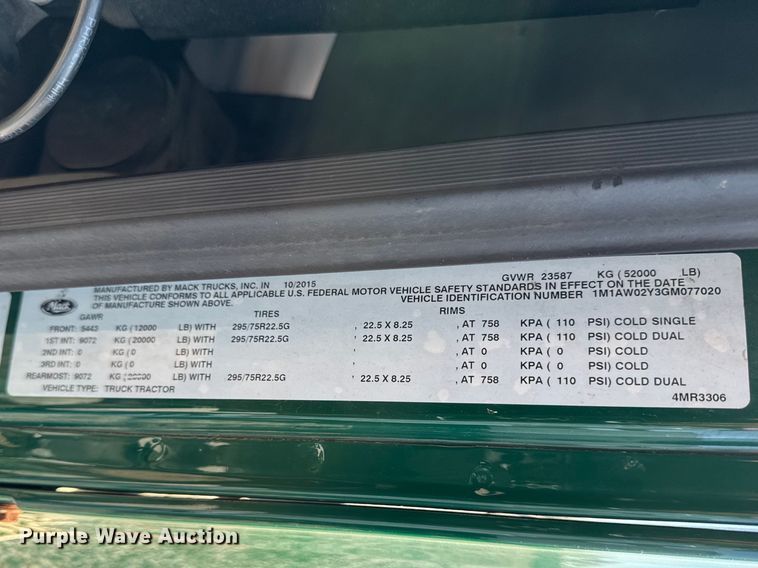 MANUFACTURED BY MACK TRUCKS, INC. IN 10/2015 GVWR 23587 KG ( 52000 LB)
THIS VEHICLE CONFORMS TO ALL APPLICABLE U.S. FEDERAL MOTOR VEHICLE SAFETY STANDARDS IN EFFECT ON THE DATE
OF MANUFACTURE SHOWN ABOVE. VEHICLE IDENTIFICATION NUMBER 1M1AW02Y3GM077020
Mack
GAWR TIRES RIMS
FRONT: 5443 KG ( 12000 LB) WITH 295/75R22.5G , 22.5 X 8.25 , AT 758 KPA ( 110 PSI) COLD SINGLE
1ST INT: 9072 KG ( 20000 LB) WITH 295/75R22.5G , 22.5 X 8.25 , AT 758 KPA ( 110 PSI) COLD DUAL
2ND INT: 0 KG ( 0 LB) WITH , , AT 0 KPA ( 0 PSI) COLD
3RD INT: 0 KG ( 0 LB) WITH , , AT 0 KPA ( 0 PSI) COLD
REARMOST: 9072 KG ( 20000 LB) WITH 295/75R22.5G , 22.5 X 8.25 , AT 758 KPA ( 110 PSI) COLD DUAL
VEHICLE TYPE: TRUCK TRACTOR 4MR3306
Purple Wave Auction